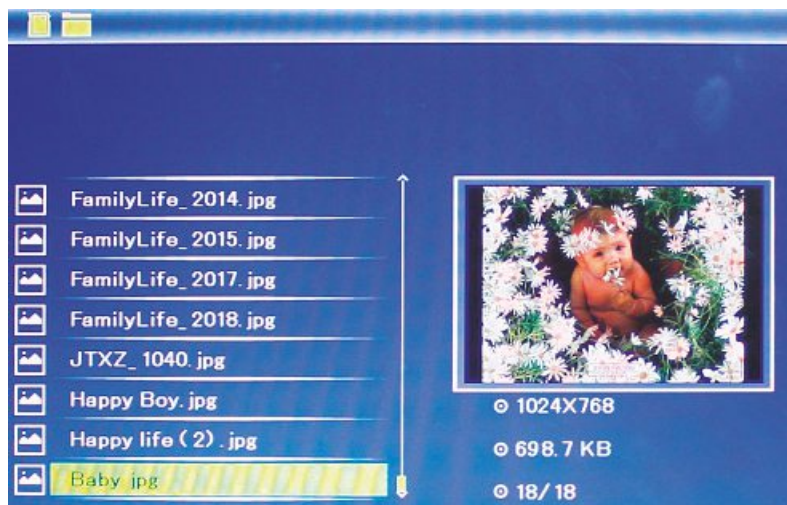 FamilyLife_2014.jpg
FamilyLife_2015.jpg
FamilyLife_2017.jpg
FamilyLife_2018.jpg
JTXZ_1040.jpg
Happy Boy.jpg
Happy life(2).jpg
Baby jpg
1024X768
698.7 KB
18/18